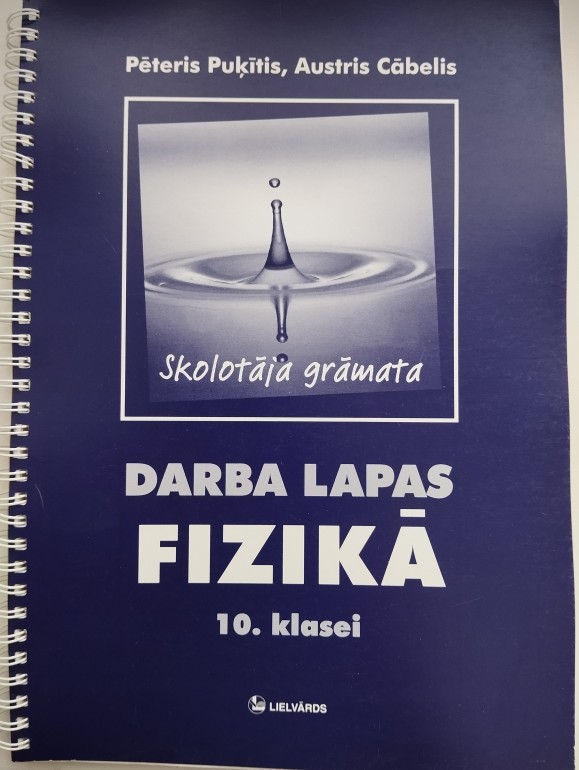 Pēteris Puķītis, Austris Cābelis
Skolotāja grāmata
DARBA LAPAS
FIZIKĀ
10. klasei
LIELVĀRDS